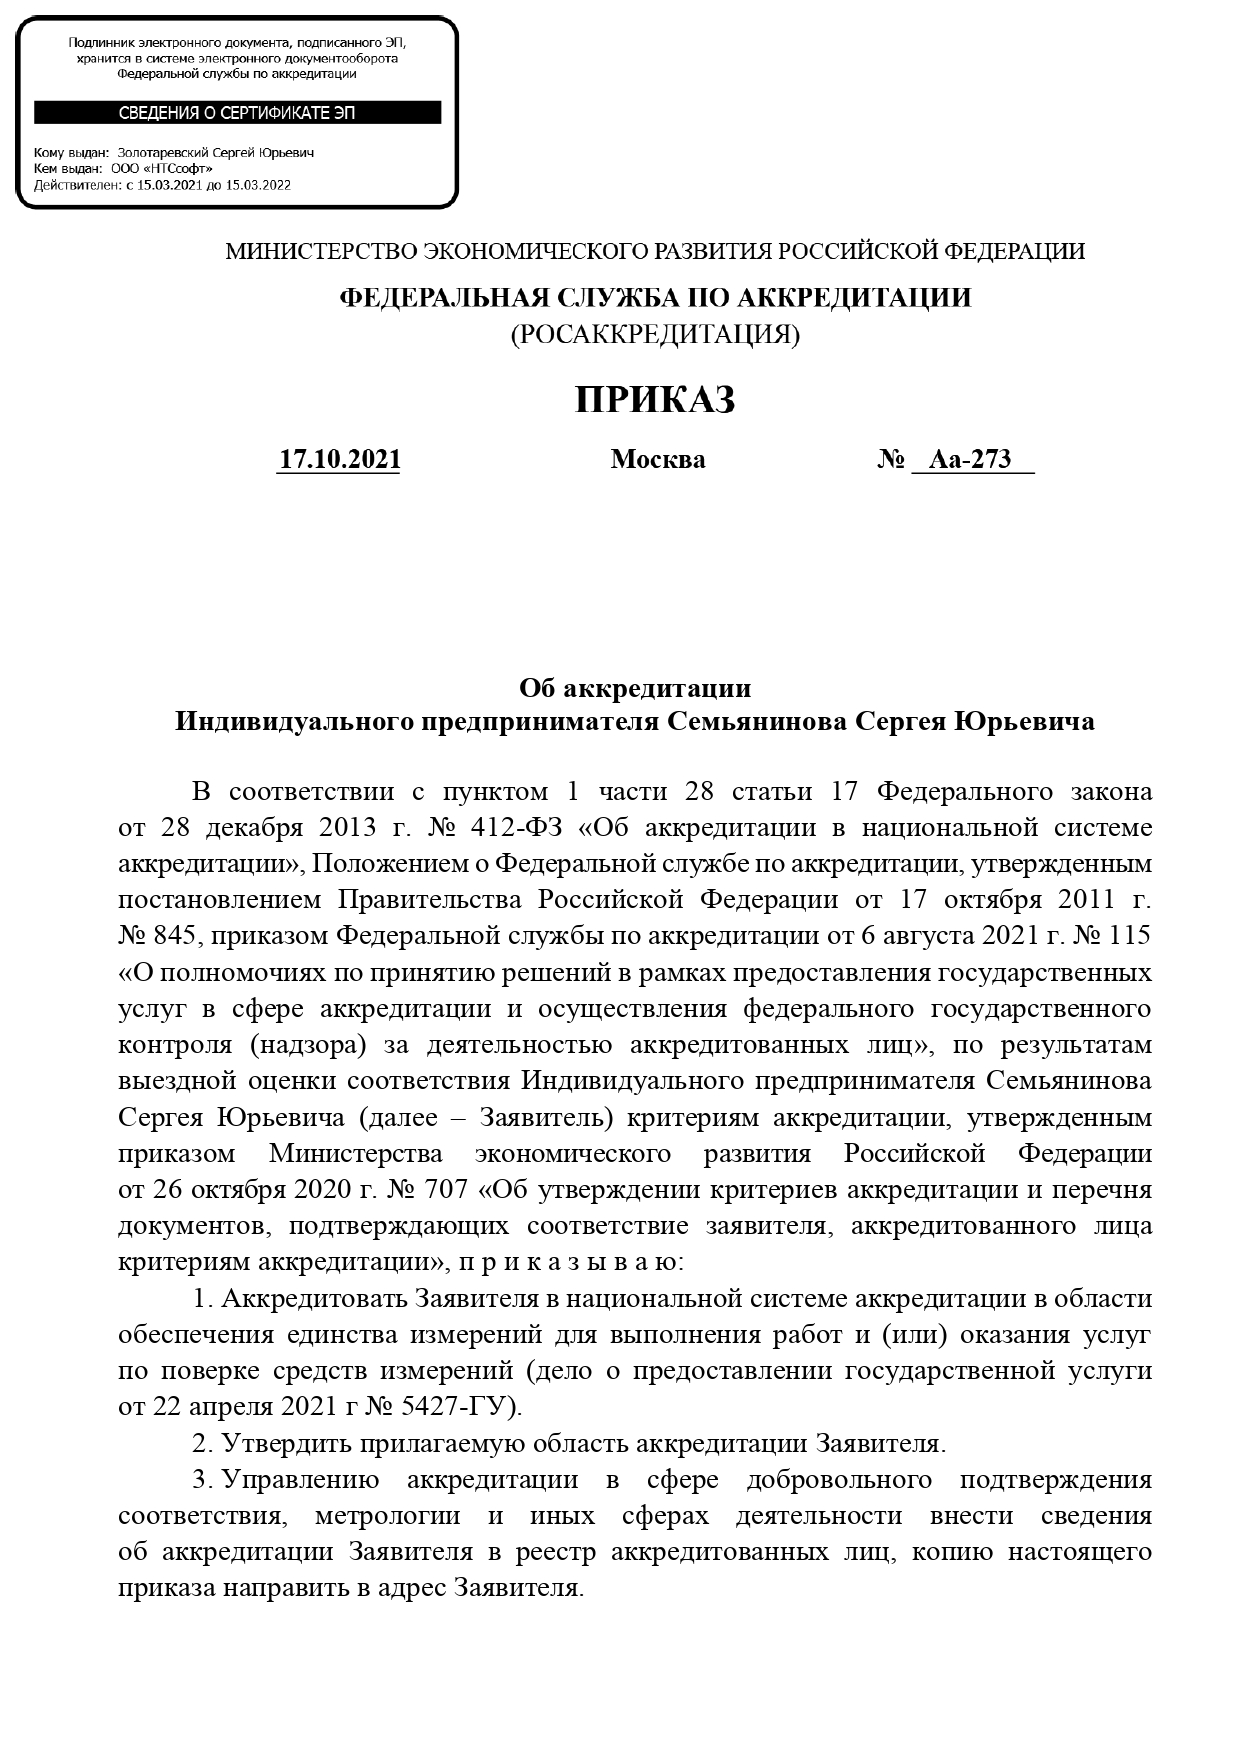 Подлинник электронного документа, подписанного ЭП,
хранится в системе электронного документооборота
Федеральной службы по аккредитации
СВЕДЕНИЯ О СЕРТИФИКАТЕ ЭП
Кому выдан: Золотаревский Сергей Юрьевич
Кем выдан: ООО «НТСсофт»
Действителен: с 15.03.2021 до 15.03.2022
МИНИСТЕРСТВО ЭКОНОМИЧЕСКОГО РАЗВИТИЯ РОССИЙСКОЙ ФЕДЕРАЦИИ
ФЕДЕРАЛЬНАЯ СЛУЖБА ПО АККРЕДИТАЦИИ
(РОСАККРЕДИТАЦИЯ)
ПРИКАЗ
17.10.2021 Москва № Аа-273
Об аккредитации
Индивидуального предпринимателя Семьянинова Сергея Юрьевича
В соответствии с пунктом 1 части 28 статьи 17 Федерального закона
от 28 декабря 2013 г. № 412-ФЗ «Об аккредитации в национальной системе
аккредитации», Положением о Федеральной службе по аккредитации, утвержденным
постановлением Правительства Российской Федерации от 17 октября 2011 г.
№ 845, приказом Федеральной службы по аккредитации от 6 августа 2021 г. № 115
«О полномочиях по принятию решений в рамках предоставления государственных
услуг в сфере аккредитации и осуществления федерального государственного
контроля (надзора) за деятельностью аккредитованных лиц», по результатам
выездной оценки соответствия Индивидуального предпринимателя Семьянинова
Сергея Юрьевича (далее – Заявитель) критериям аккредитации, утвержденным
приказом Министерства экономического развития Российской Федерации
от 26 октября 2020 г. № 707 «Об утверждении критериев аккредитации и перечня
документов, подтверждающих соответствие заявителя, аккредитованного лица
критериям аккредитации», п р и к а з ы в а ю:
1. Аккредитовать Заявителя в национальной системе аккредитации в области
обеспечения единства измерений для выполнения работ и (или) оказания услуг
по поверке средств измерений (дело о предоставлении государственной услуги
от 22 апреля 2021 г № 5427-ГУ).
2. Утвердить прилагаемую область аккредитации Заявителя.
3. Управлению аккредитации в сфере добровольного подтверждения
соответствия, метрологии и иных сферах деятельности внести сведения
об аккредитации Заявителя в реестр аккредитованных лиц, копию настоящего
приказа направить в адрес Заявителя.